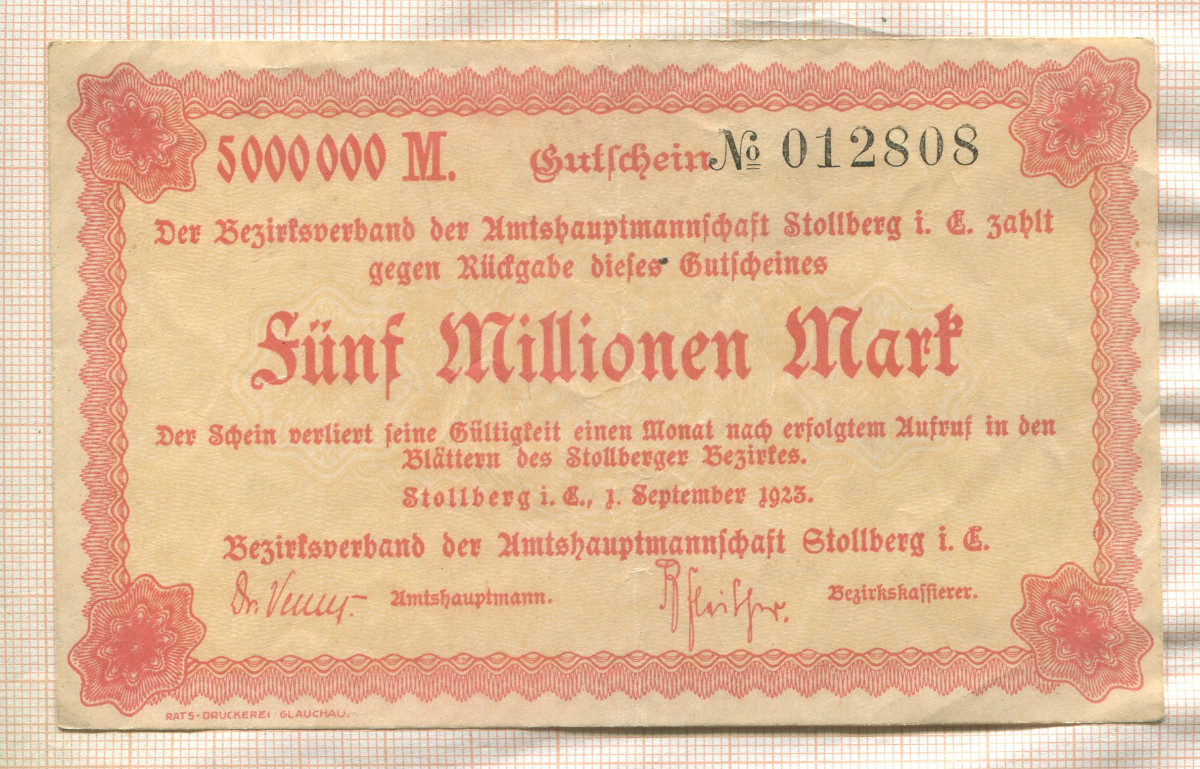 5000000 M. Gutschein № 012808
Der Bezirksverband der Amtshauptmannschaft Stollberg i. E. zahlt
gegen Rückgabe dieses Gutscheines
Fünf Millionen Mark
Der Schein verliert seine Gültigkeit einen Monat nach erfolgtem Aufruf in den
Blättern des Stollberger Bezirkes.
Stollberg i. E., 1. September 1923.
Bezirksverband der Amtshauptmannschaft Stollberg i. E.
Dr. Amtshauptmann. Bezirkskassierer.
RATS-DRUCKEREI GLAUCHAU.